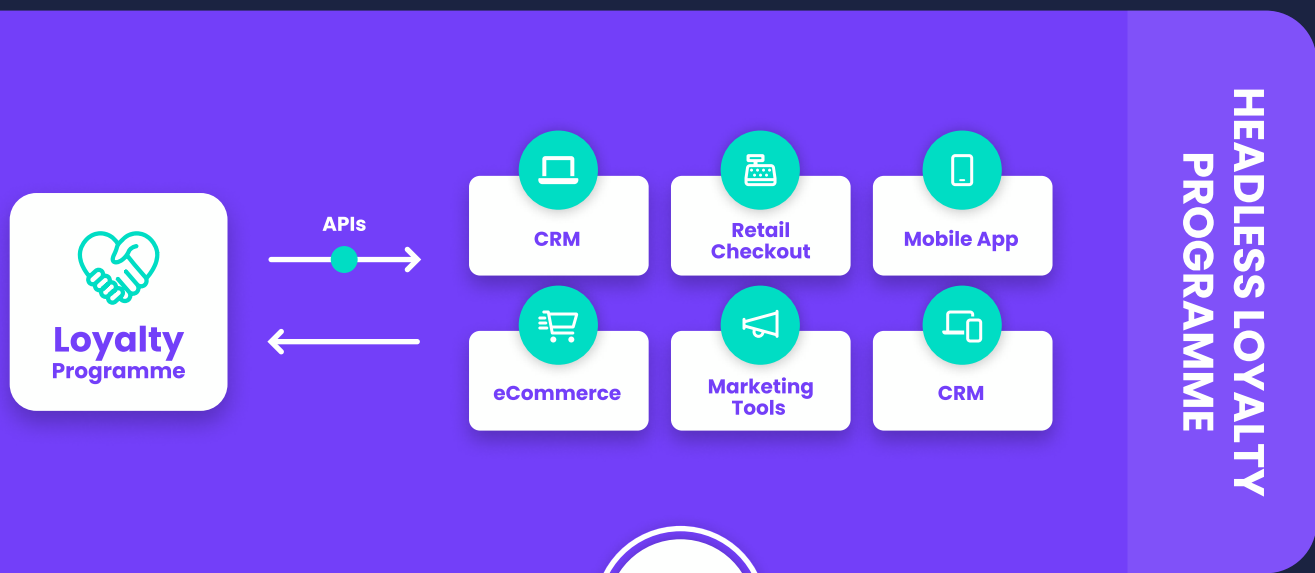 Loyalty
Programme
APIs
CRM
Retail
Checkout
Mobile App
eCommerce
Marketing
Tools
CRM
HEADLESS LOYALTY
PROGRAMME